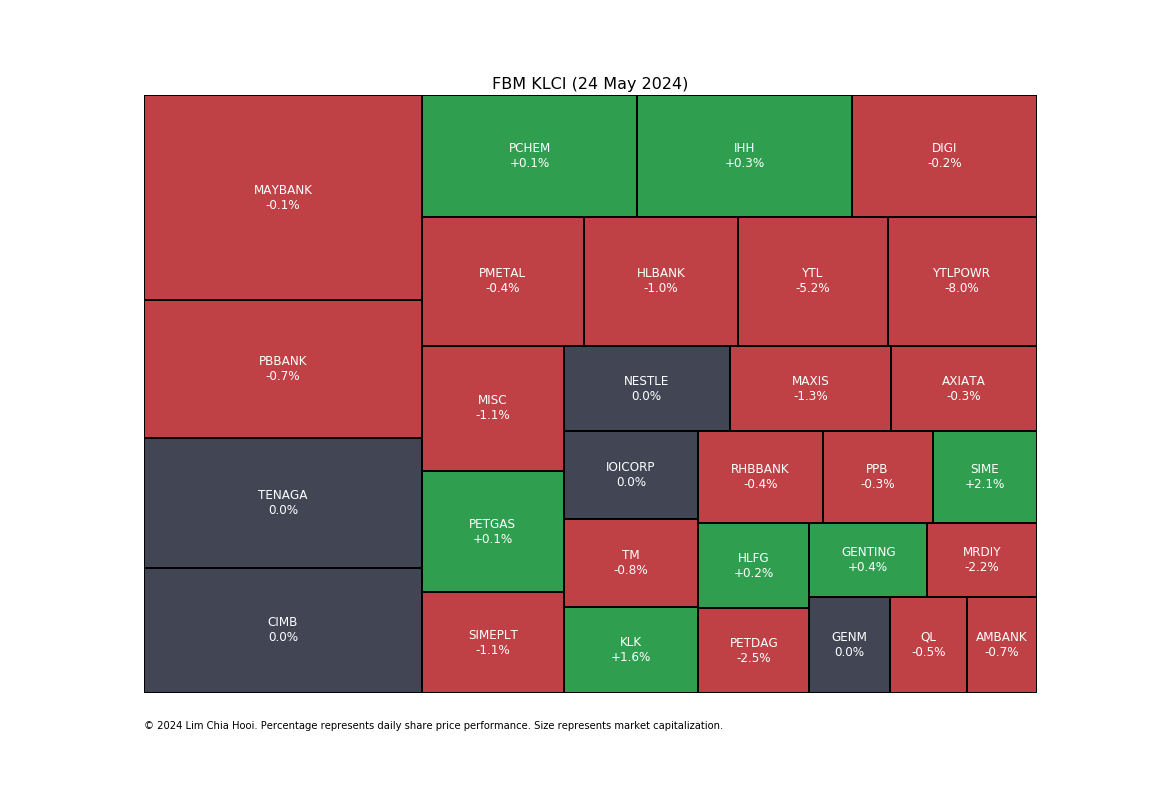 FBM KLCI (24 May 2024)
MAYBANK
-0.1%
PBBANK
-0.7%
TENAGA
0.0%
CIMB
0.0%
PCHEM
+0.1%
IHH
+0.3%
DIGI
-0.2%
PMETAL
-0.4%
HLBANK
-1.0%
YTL
-5.2%
YTLPOWR
-8.0%
MISC
-1.1%
PETGAS
+0.1%
SIMEPLT
-1.1%
NESTLE
0.0%
MAXIS
-1.3%
AXIATA
-0.3%
IOICORP
0.0%
TM
-0.8%
KLK
+1.6%
RHBBANK
-0.4%
PPB
-0.3%
SIME
+2.1%
HLFG
+0.2%
PETDAG
-2.5%
GENTING
+0.4%
MRDIY
-2.2%
GENM
0.0%
QL
-0.5%
AMBANK
-0.7%
© 2024 Lim Chia Hooi. Percentage represents daily share price performance. Size represents market capitalization.